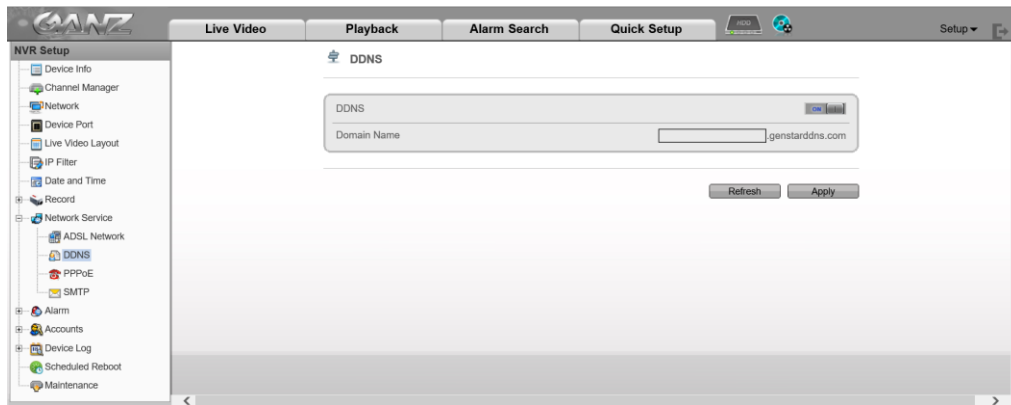 GANZ
Live Video
Playback
Alarm Search
Quick Setup
HDD
Setup
NVR Setup
Device Info
Channel Manager
Network
Device Port
Live Video Layout
IP Filter
Date and Time
Record
Network Service
ADSL Network
DDNS
PPPoE
SMTP
Alarm
Accounts
Device Log
Scheduled Reboot
Maintenance
DDNS
DDNS
ON
Domain Name
.genstarddns.com
Refresh
Apply